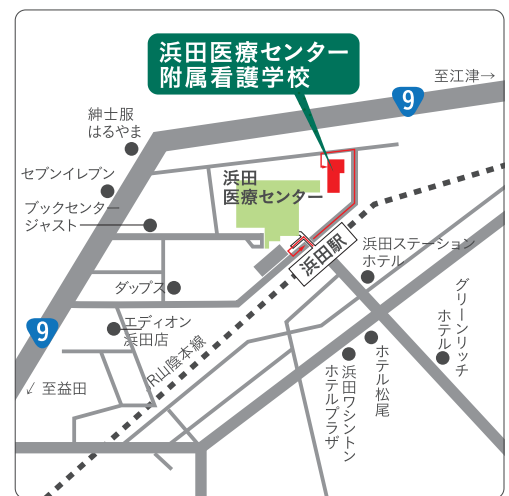 浜田医療センター
附属看護学校
至江津→
9
紳士服
はるやま
セブンイレブン
浜田
医療センター
ブックセンター
ジャスト
浜田駅
浜田ステーション
ホテル
ダップス
グリーンリッチ
ホテル
エディオン
浜田店
9
R山陰本線
ホテル松尾
浜田ワシントン
ホテルプラザ
↙至益田